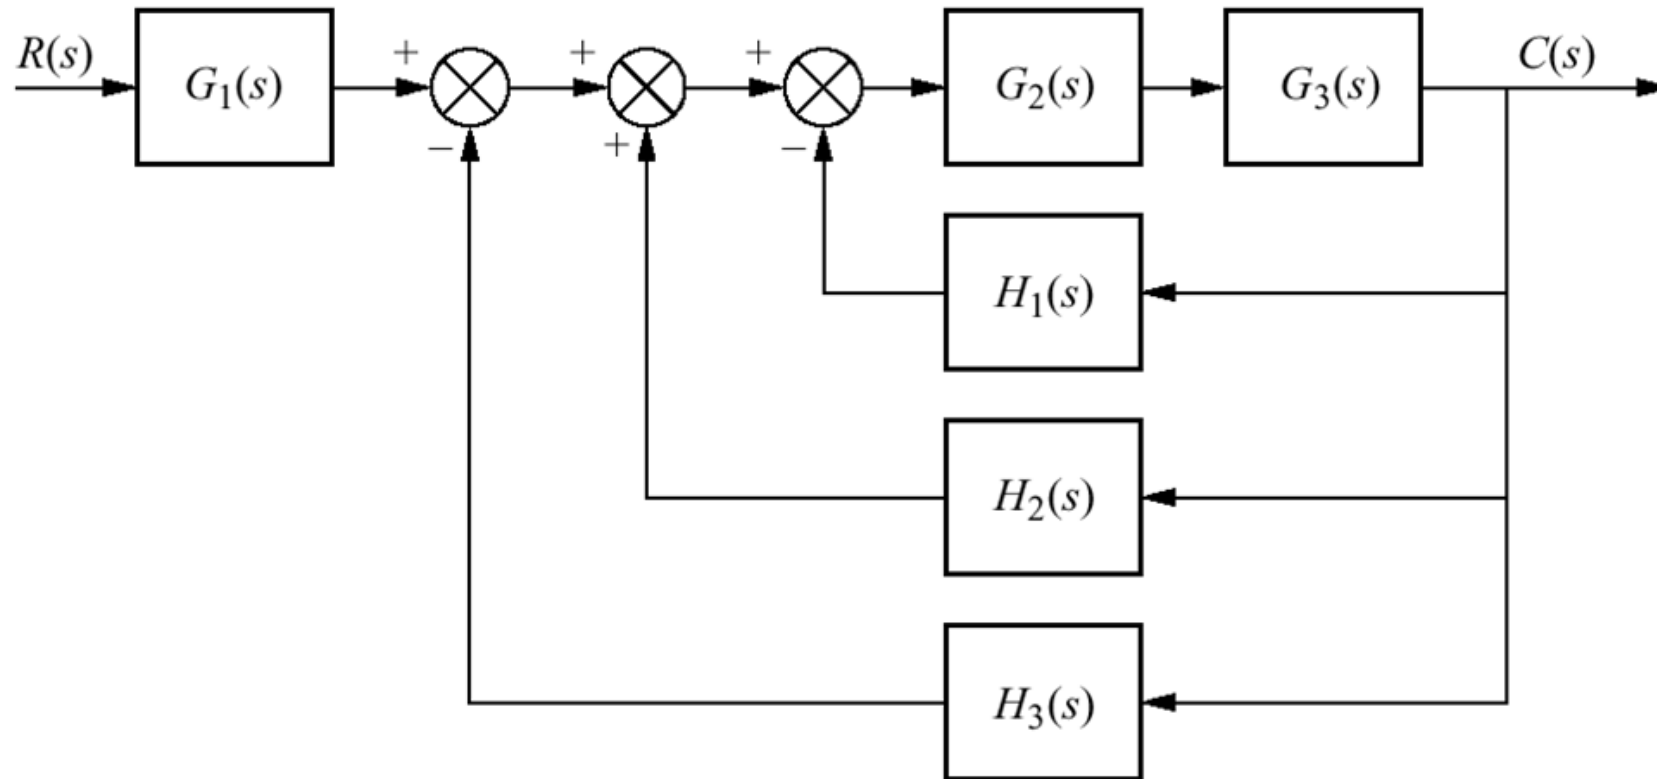 R(s)
G₁(s)
+
−
+
+
+
−
G₂(s)
G₃(s)
C(s)
H₁(s)
H₂(s)
H₃(s)